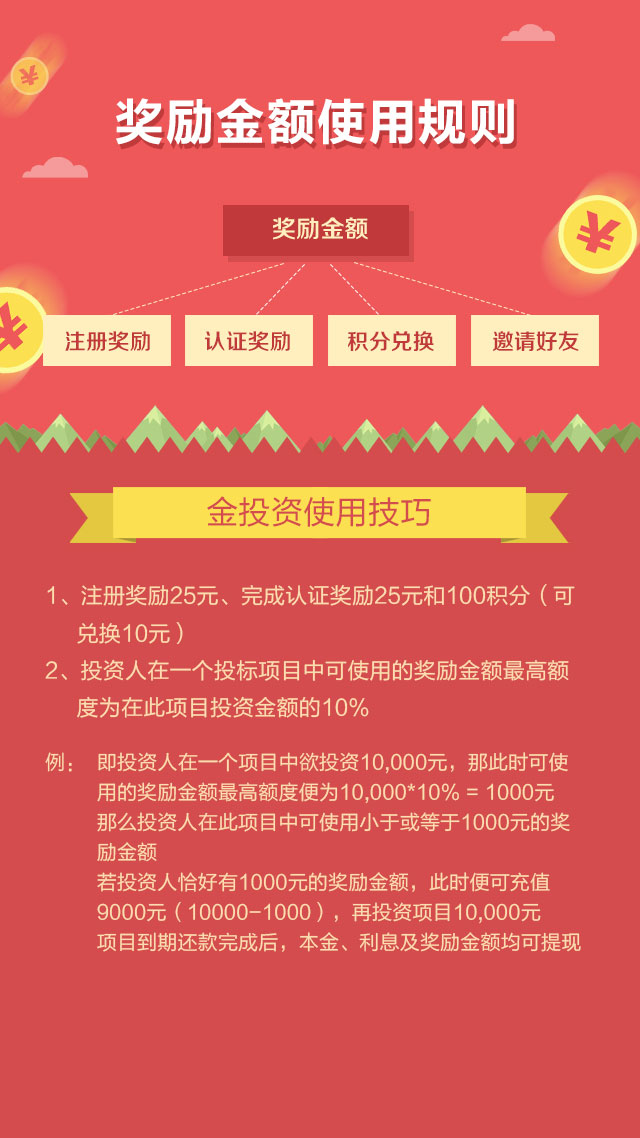 奖励金额使用规则
奖励金额
注册奖励 认证奖励 积分兑换 邀请好友
金投资使用技巧
1、注册奖励25元、完成认证奖励25元和100积分（可
兑换10元）
2、投资人在一个投标项目中可使用的奖励金额最高额
度为在此项目投资金额的10%
例： 即投资人在一个项目中欲投资10,000元，那此时可使
用的奖励金额最高额度便为10,000*10% = 1000元
那么投资人在此项目中可使用小于或等于1000元的奖
励金额
若投资人恰好有1000元的奖励金额，此时便可充值
9000元（10000-1000），再投资项目10,000元
项目到期还款完成后，本金、利息及奖励金额均可提现
¥
¥
¥